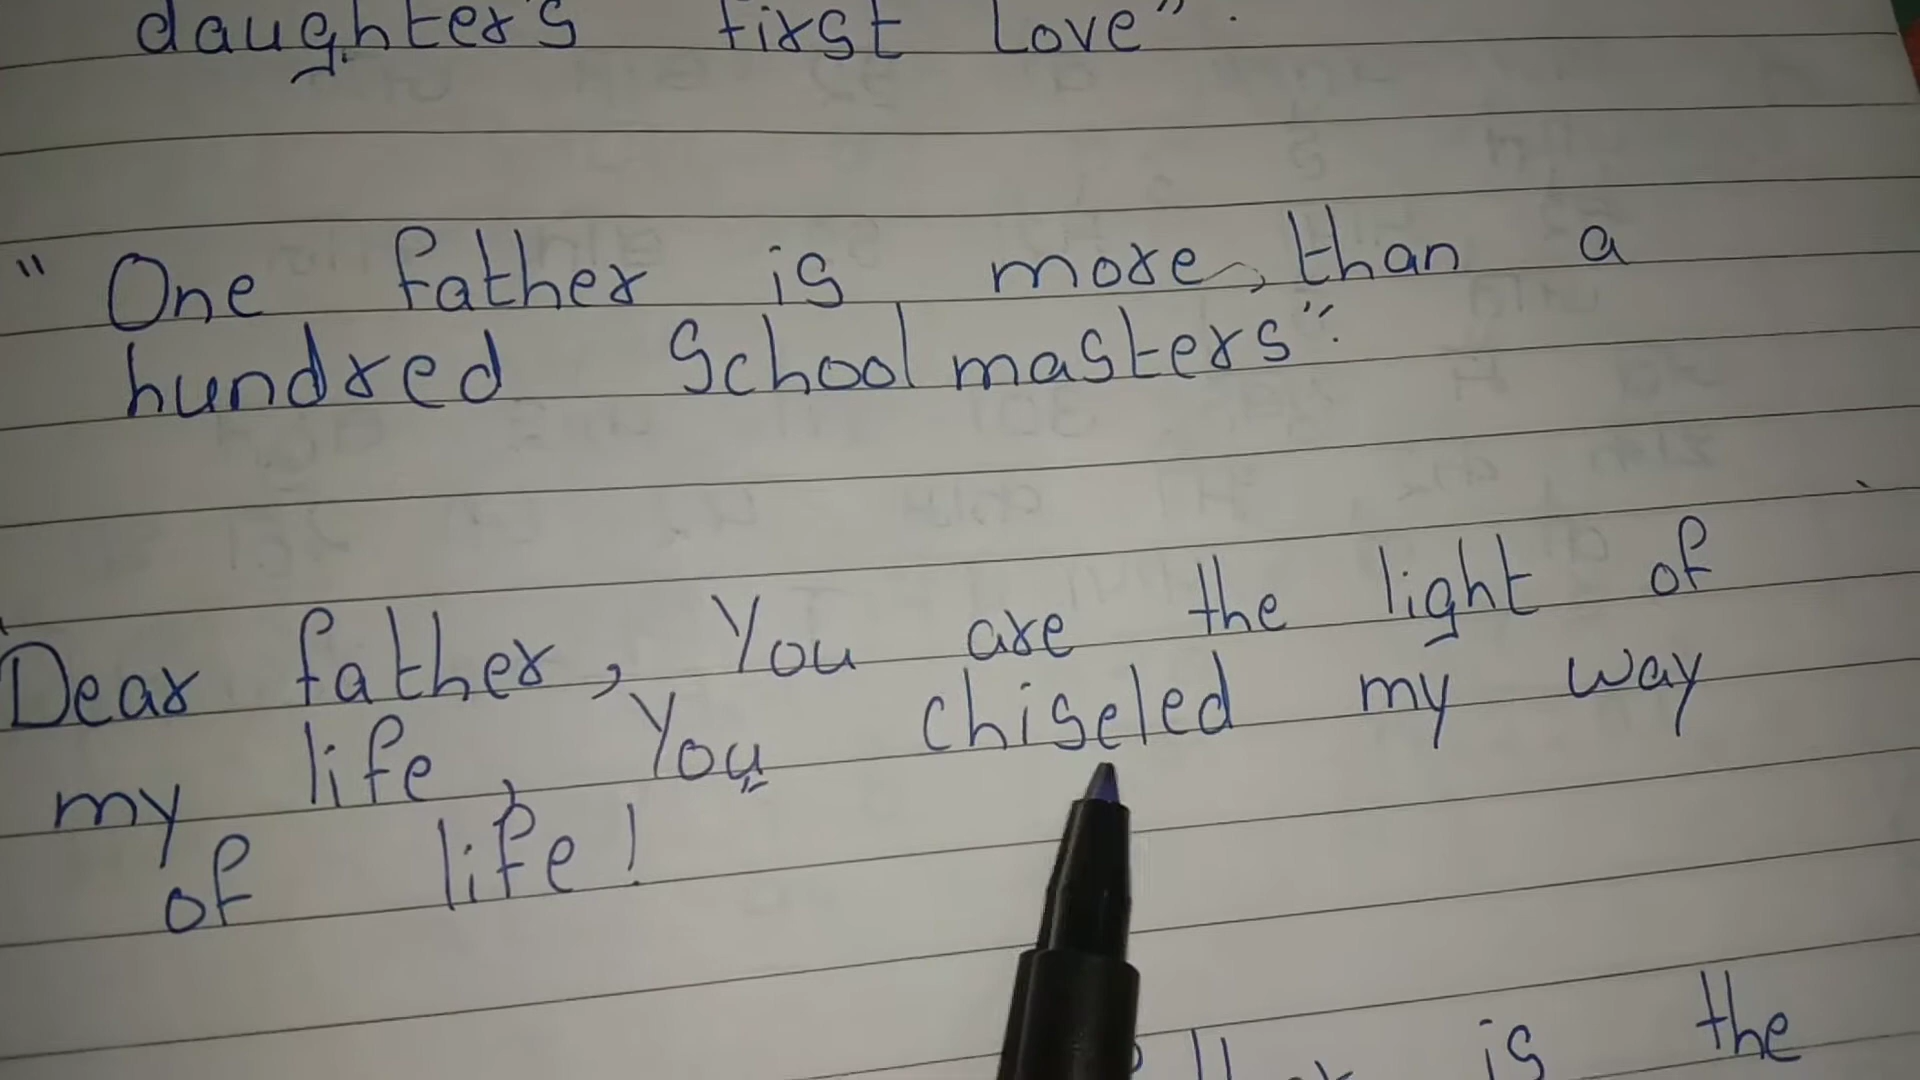 daughter's first Love".
"One father is more, than a
hundred Schoolmasters".
Dear father, You are the light of
my life, You chiseled my way
of life!
is the